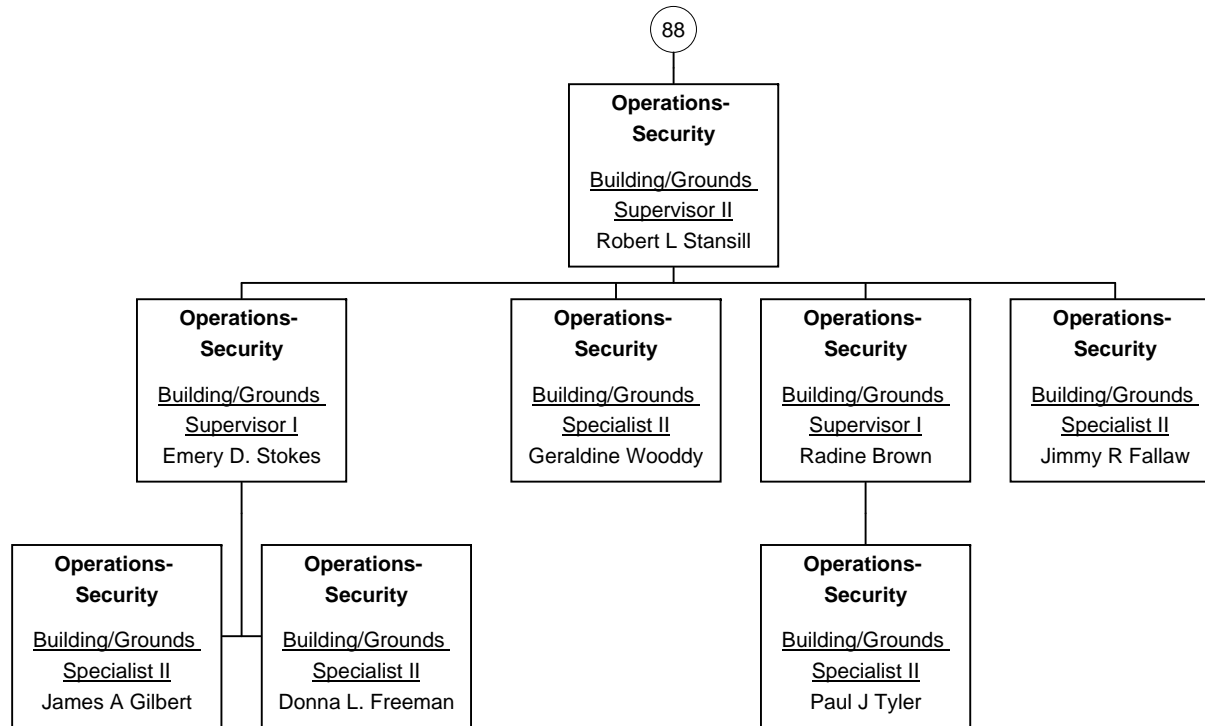 88
Operations-
Security
Building/Grounds
Supervisor II
Robert L Stansill
Operations-
Security
Building/Grounds
Supervisor I
Emery D. Stokes
Operations-
Security
Building/Grounds
Specialist II
Geraldine Wooddy
Operations-
Security
Building/Grounds
Supervisor I
Radine Brown
Operations-
Security
Building/Grounds
Specialist II
Jimmy R Fallaw
Operations-
Security
Building/Grounds
Specialist II
James A Gilbert
Operations-
Security
Building/Grounds
Specialist II
Donna L. Freeman
Operations-
Security
Building/Grounds
Specialist II
Paul J Tyler